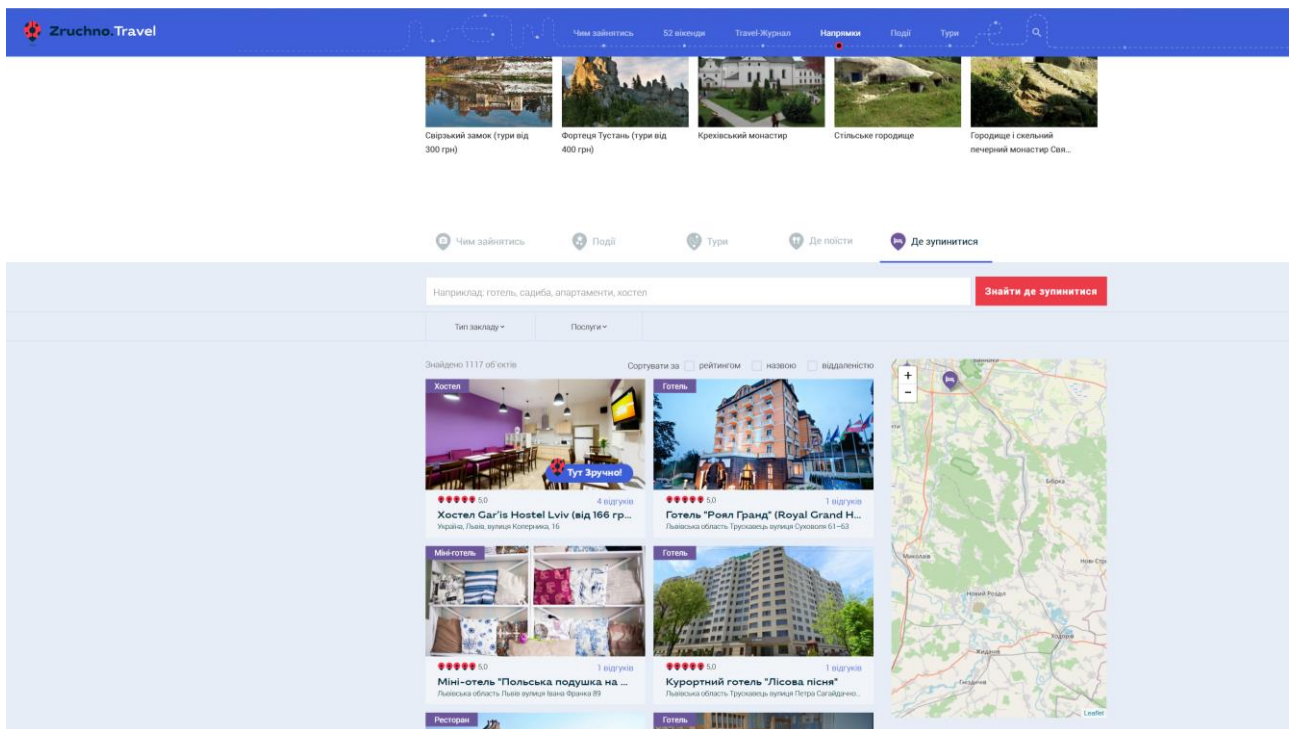 Zruchno.Travel
Чим зайнятись
52 вікенди
Travel-Журнал
Напрямки
Події
Тури
Свірзький замок (тури від
300 грн)
Фортеця Тустань (тури від
400 грн)
Крехівський монастир
Стільське городище
Городище і скельний
печерний монастир Свя...
Чим зайнятись
Події
Тури
Де поїсти
Де зупинитися
Наприклад: готель, садиба, апартаменти, хостел
Знайти де зупинитися
Тип закладу
Послуги
Знайдено 1117 об'єктів
Сортувати за рейтингом назвою віддаленістю
Хостел
Тут Зручно!
5,0
4 відгуків
Хостел Gar'is Hostel Lviv (від 166 гр...
Україна, Львів, вулиця Коперника, 16
Готель
5,0
1 відгуків
Готель "Роял Гранд" (Royal Grand H...
Львівська область Трускавець вулиця Суховоля 61–63
Міні-готель
5,0
1 відгуків
Міні-отель "Польська подушка на ...
Львівська область Львів вулиця Івана Франка 89
Готель
5,0
1 відгуків
Курортний готель "Лісова пісня"
Львівська область Трускавець вулиця Петра Сагайдачно...
Ресторан
Готель
+
−
Бібрка
Миколаїв
Новий Розділ
Ходорів
Жидачів
Гніздичів
Leaflet